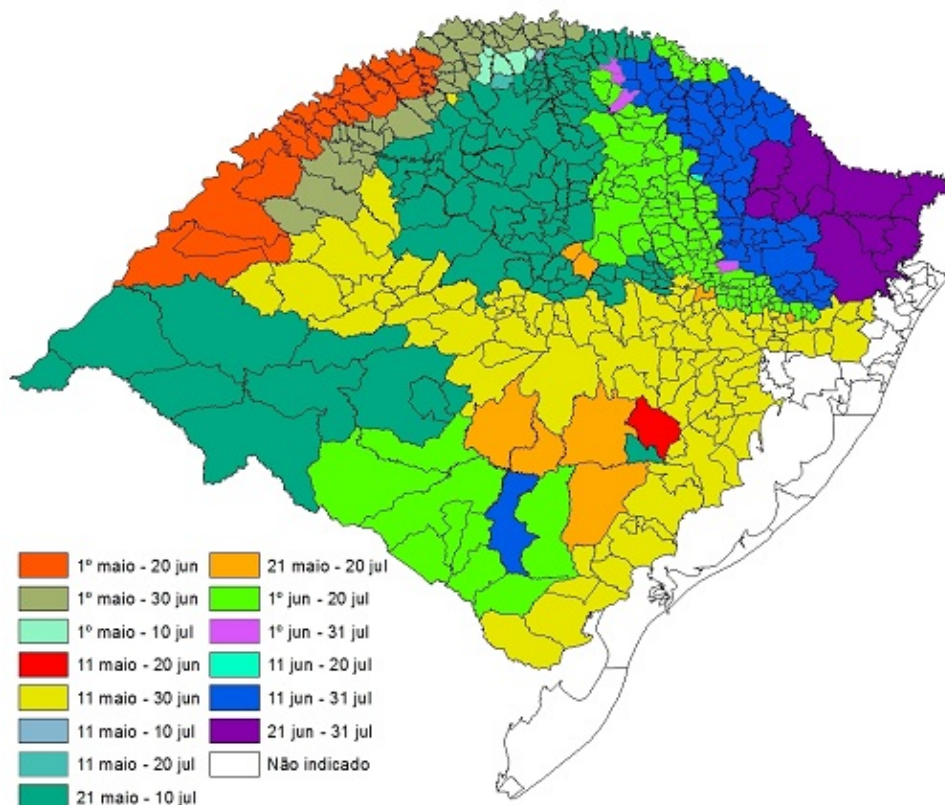 1º maio - 20 jun
1º maio - 30 jun
1º maio - 10 jul
11 maio - 20 jun
11 maio - 30 jun
11 maio - 10 jul
11 maio - 20 jul
21 maio - 10 jul
21 maio - 20 jul
1º jun - 20 jul
1º jun - 31 jul
11 jun - 20 jul
11 jun - 31 jul
21 jun - 31 jul
Não indicado